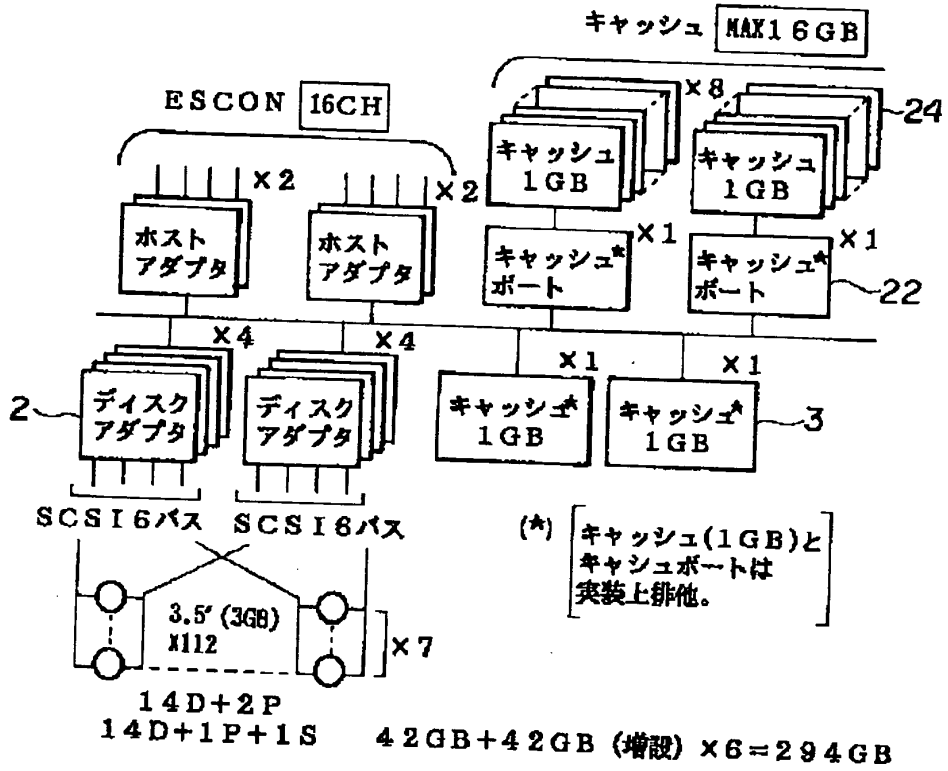 キャッシュ MAX16GB
ESCON 16CH
×8
24
キャッシュ
1GB
キャッシュ
1GB
×2
×2
ホスト
アダプタ
ホスト
アダプタ
×1
×1
キャッシュ*
ボート
キャッシュ*
ボート
22
×4
×4
×1
×1
2
ディスク
アダプタ
ディスク
アダプタ
キャッシュ*
1GB
キャッシュ*
1GB
3
SCSI6バス
SCSI6バス
(*)
キャッシュ(1GB)と
キャシュボートは
実装上排他。
3.5″(3GB)
X112
×7
14D+2P
14D+1P+1S
42GB+42GB (増設) ×6=294GB